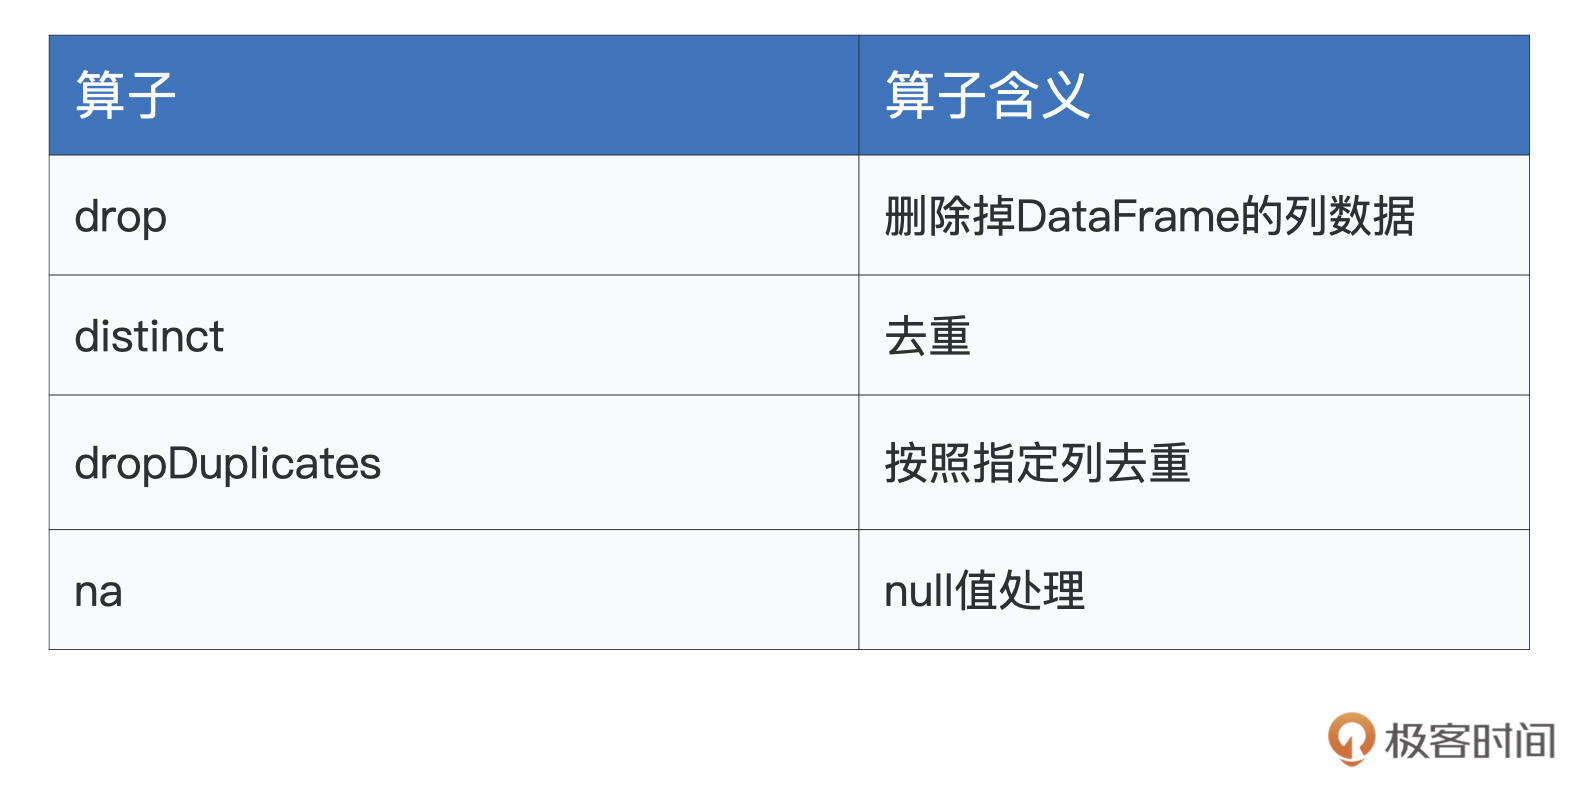 算子 算子含义
drop 删除掉DataFrame的列数据
distinct 去重
dropDuplicates 按照指定列去重
na null值处理
极客时间